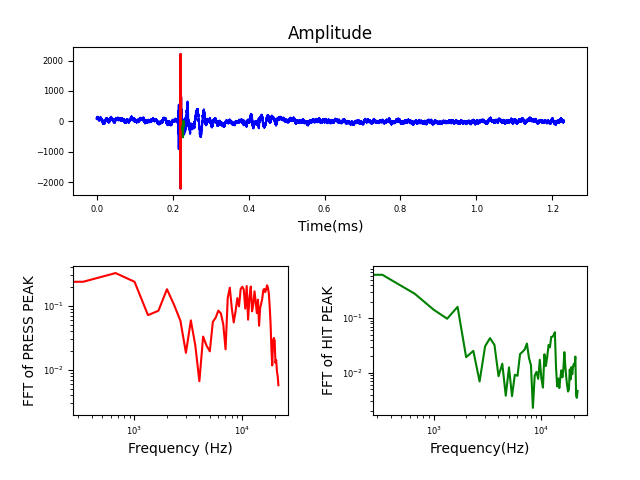 Amplitude
2000
1000
0
−1000
−2000
0.0 0.2 0.4 0.6 0.8 1.0 1.2
Time(ms)
FFT of PRESS PEAK
10⁻¹
10⁻²
10³ 10⁴
Frequency (Hz)
FFT of HIT PEAK
10⁻¹
10⁻²
10³ 10⁴
Frequency(Hz)